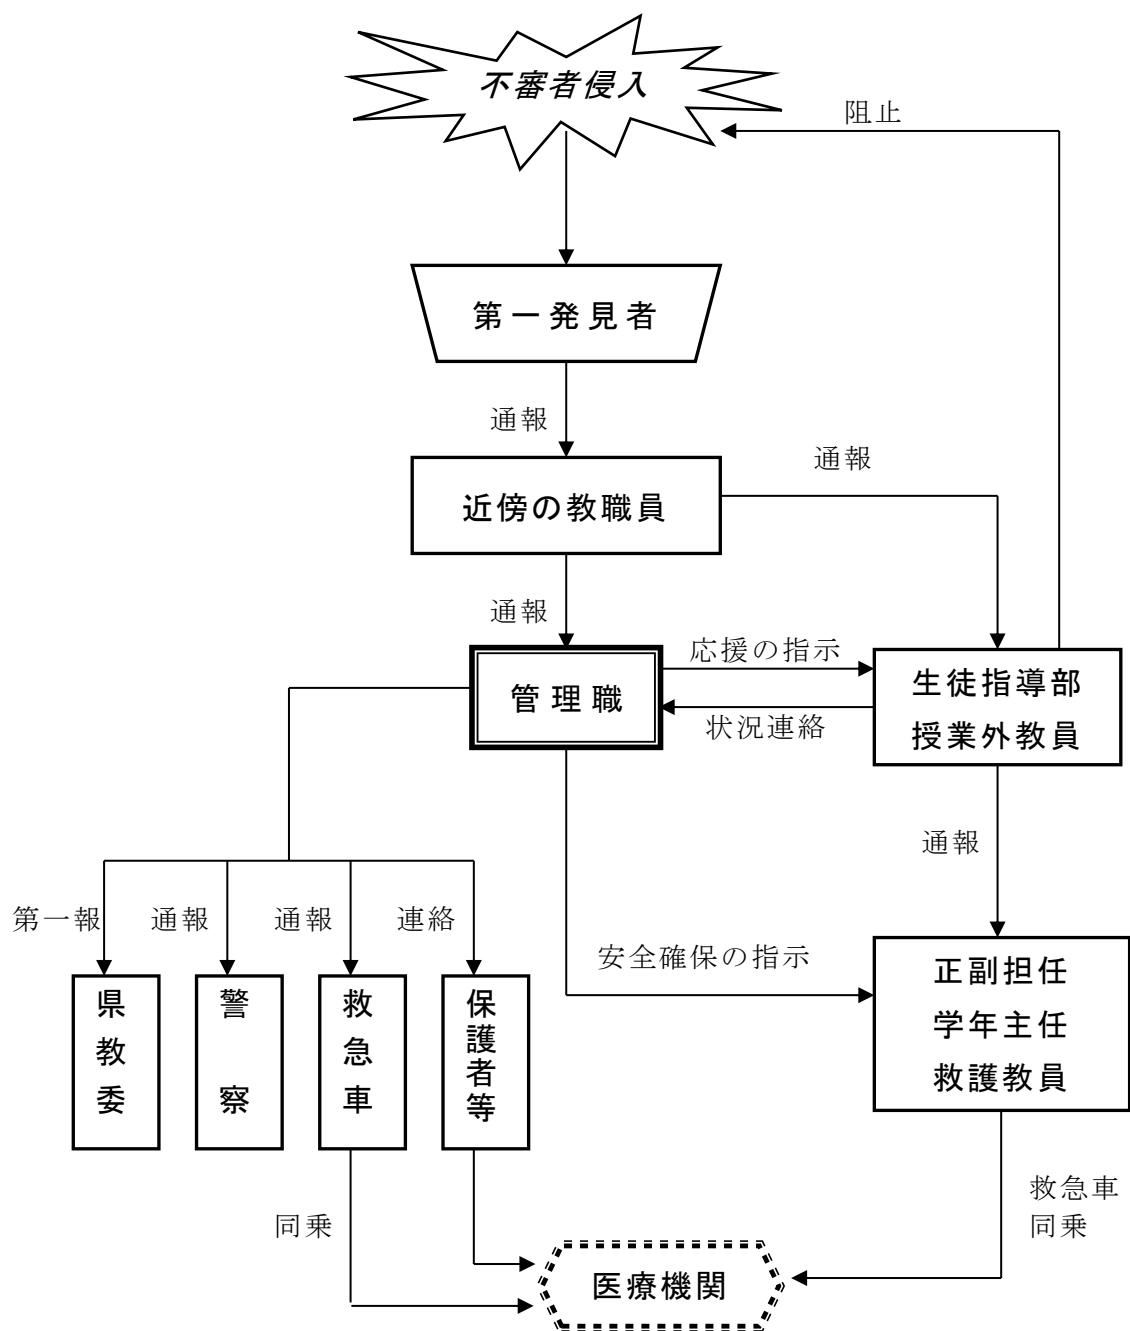 不審者侵入
阻止
第一発見者
通報
通報
近傍の教職員
通報
応援の指示
管理職
生徒指導部
授業外教員
状況連絡
通報
第一報
通報
通報
連絡
安全確保の指示
県教委
警察
救急車
保護者等
正副担任
学年主任
救護教員
同乗
救急車
同乗
医療機関